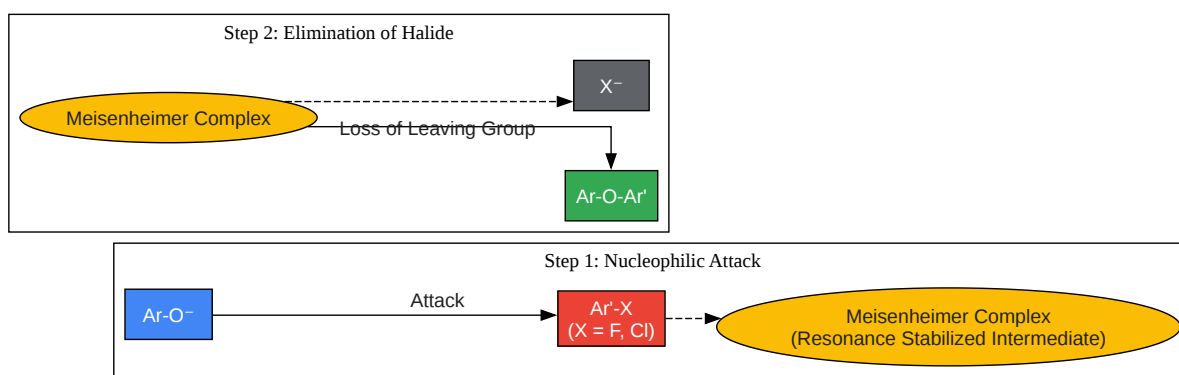 Step 2: Elimination of Halide
X⁻
Meisenheimer Complex
Loss of Leaving Group
Ar-O-Ar'
Step 1: Nucleophilic Attack
Ar-O⁻
Attack
Ar'-X
(X = F, Cl)
Meisenheimer Complex
(Resonance Stabilized Intermediate)